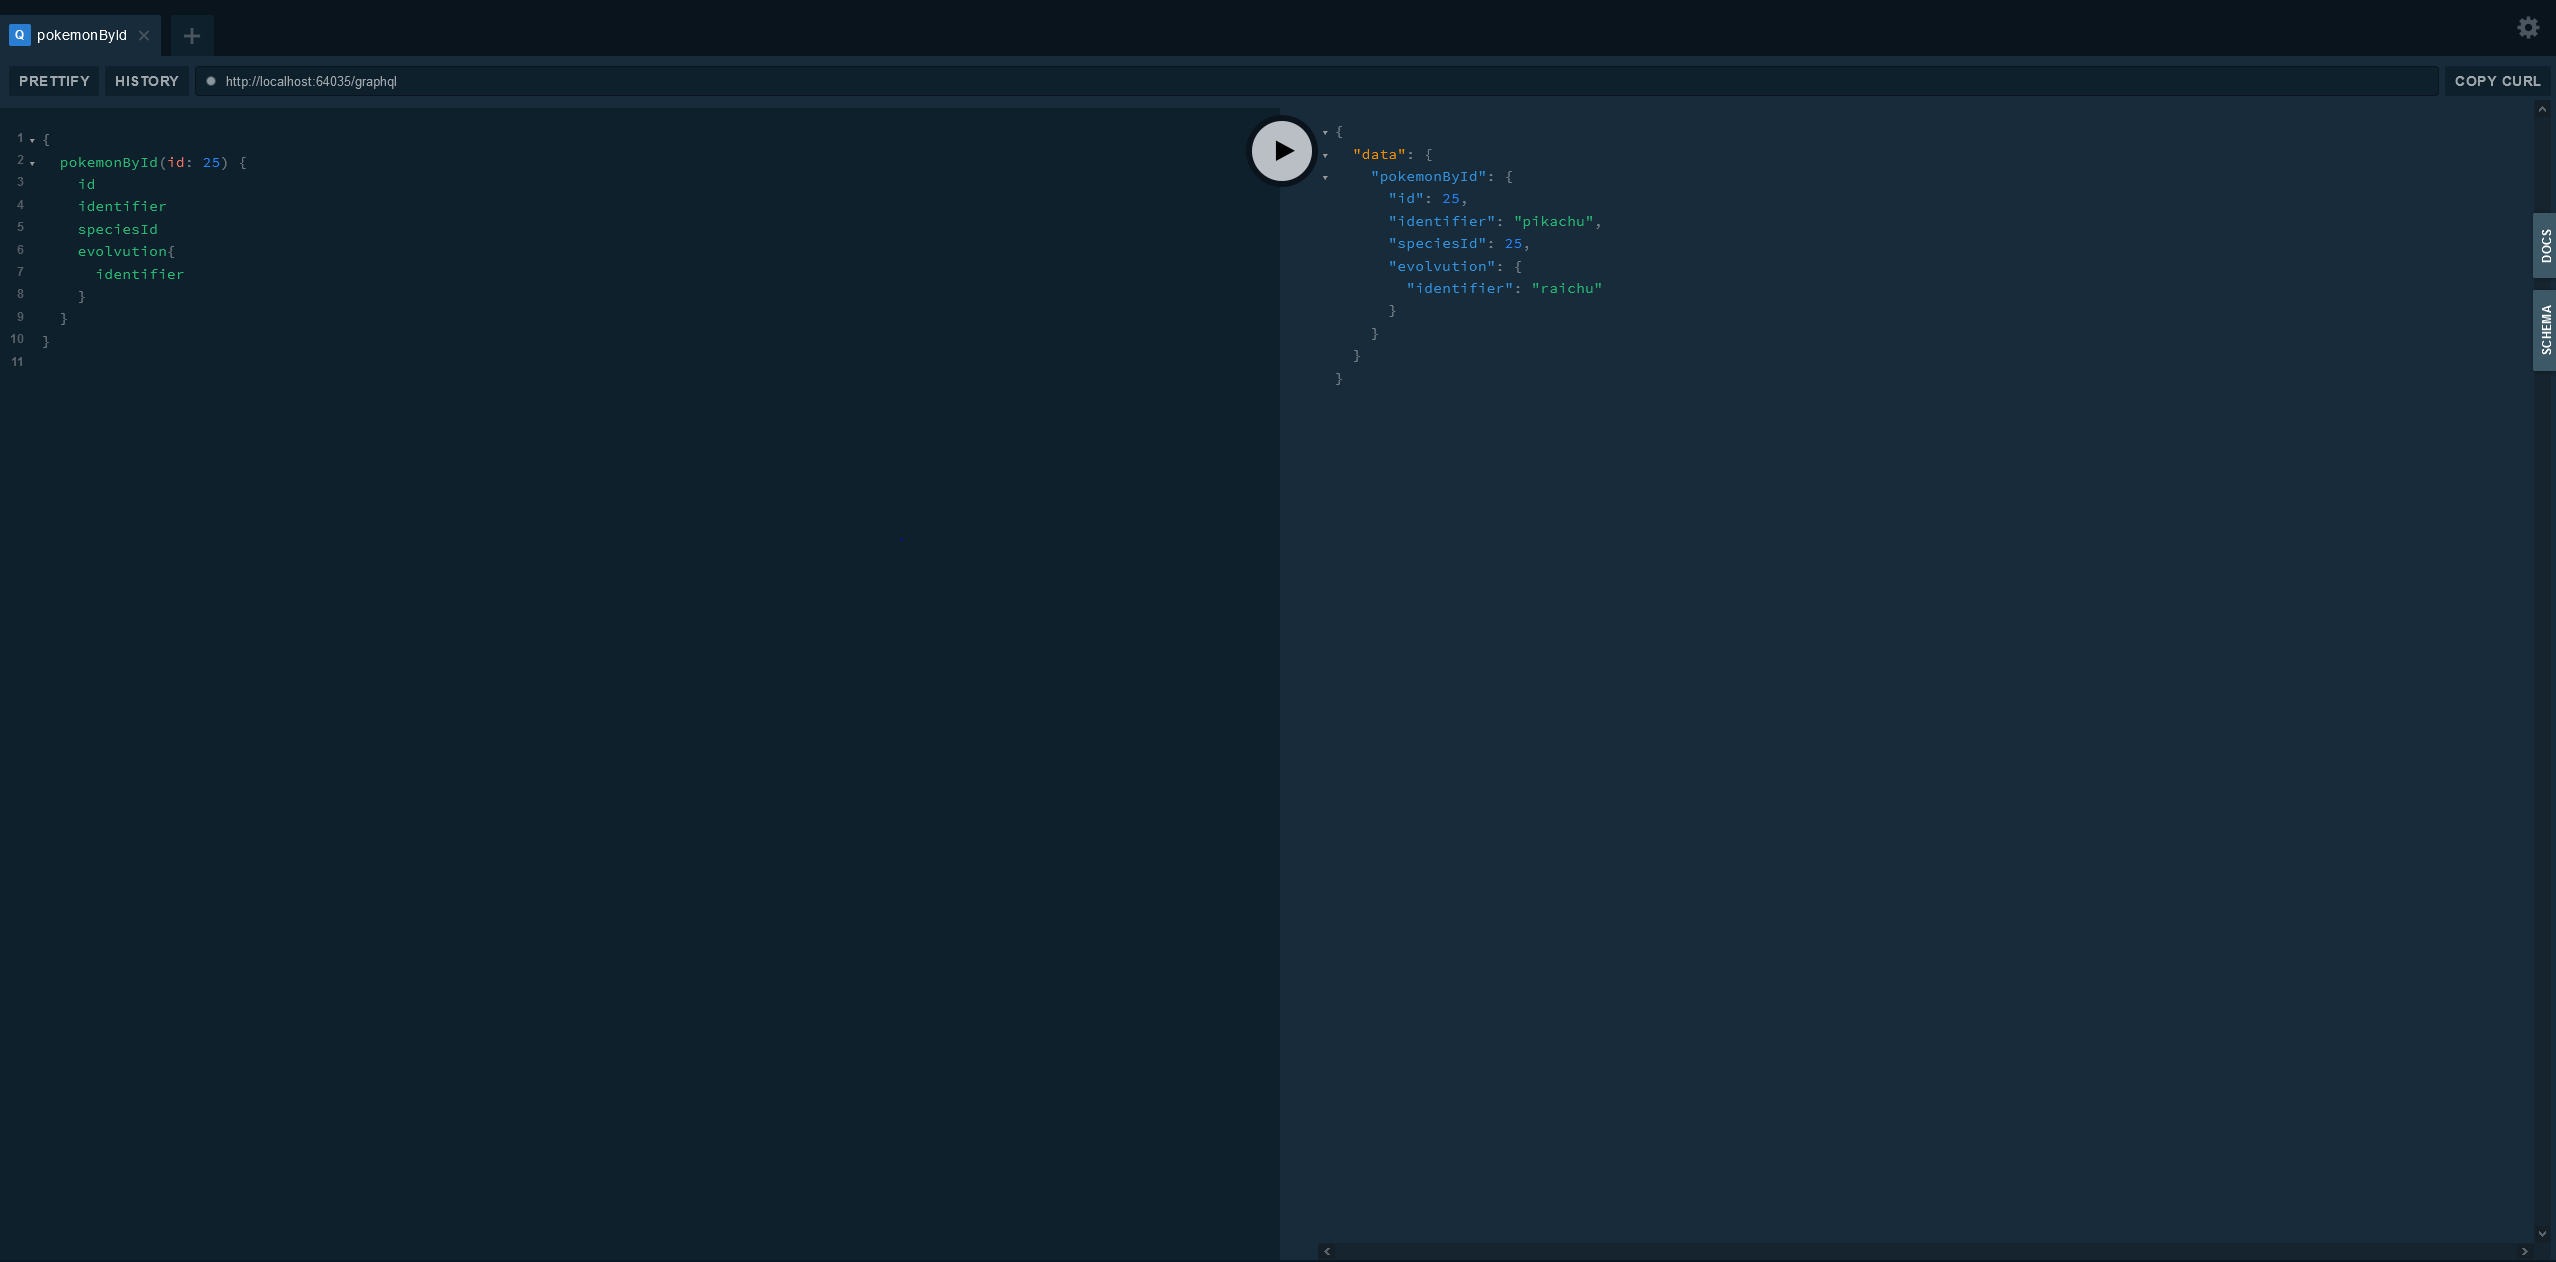 Q pokemonById
PRETTIFY HISTORY http://localhost:64035/graphql COPY CURL
1 {
2 pokemonById(id: 25) {
3 id
4 identifier
5 speciesId
6 evolvution{
7 identifier
8 }
9 }
10 }
11
{
"data": {
"pokemonById": {
"id": 25,
"identifier": "pikachu",
"speciesId": 25,
"evolvution": {
"identifier": "raichu"
}
}
}
}
DOCS
SCHEMA